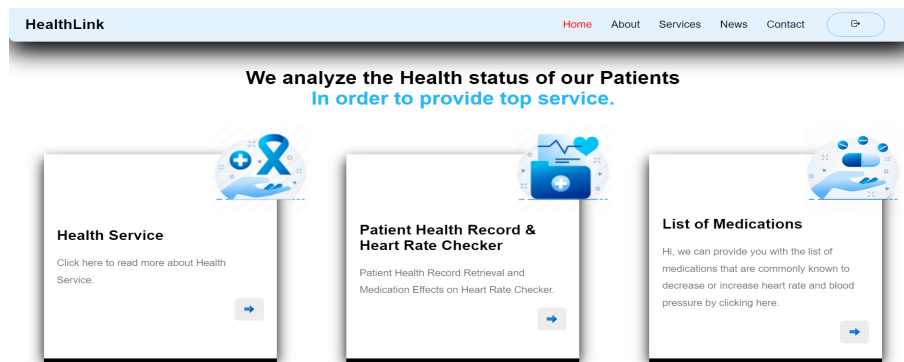 HealthLink
Home About Services News Contact
We analyze the Health status of our Patients
In order to provide top service.
Health Service
Click here to read more about Health
Service.
Patient Health Record &
Heart Rate Checker
Patient Health Record Retrieval and
Medication Effects on Heart Rate Checker.
List of Medications
Hi, we can provide you with the list of
medications that are commonly known to
decrease or increase heart rate and blood
pressure by clicking here.